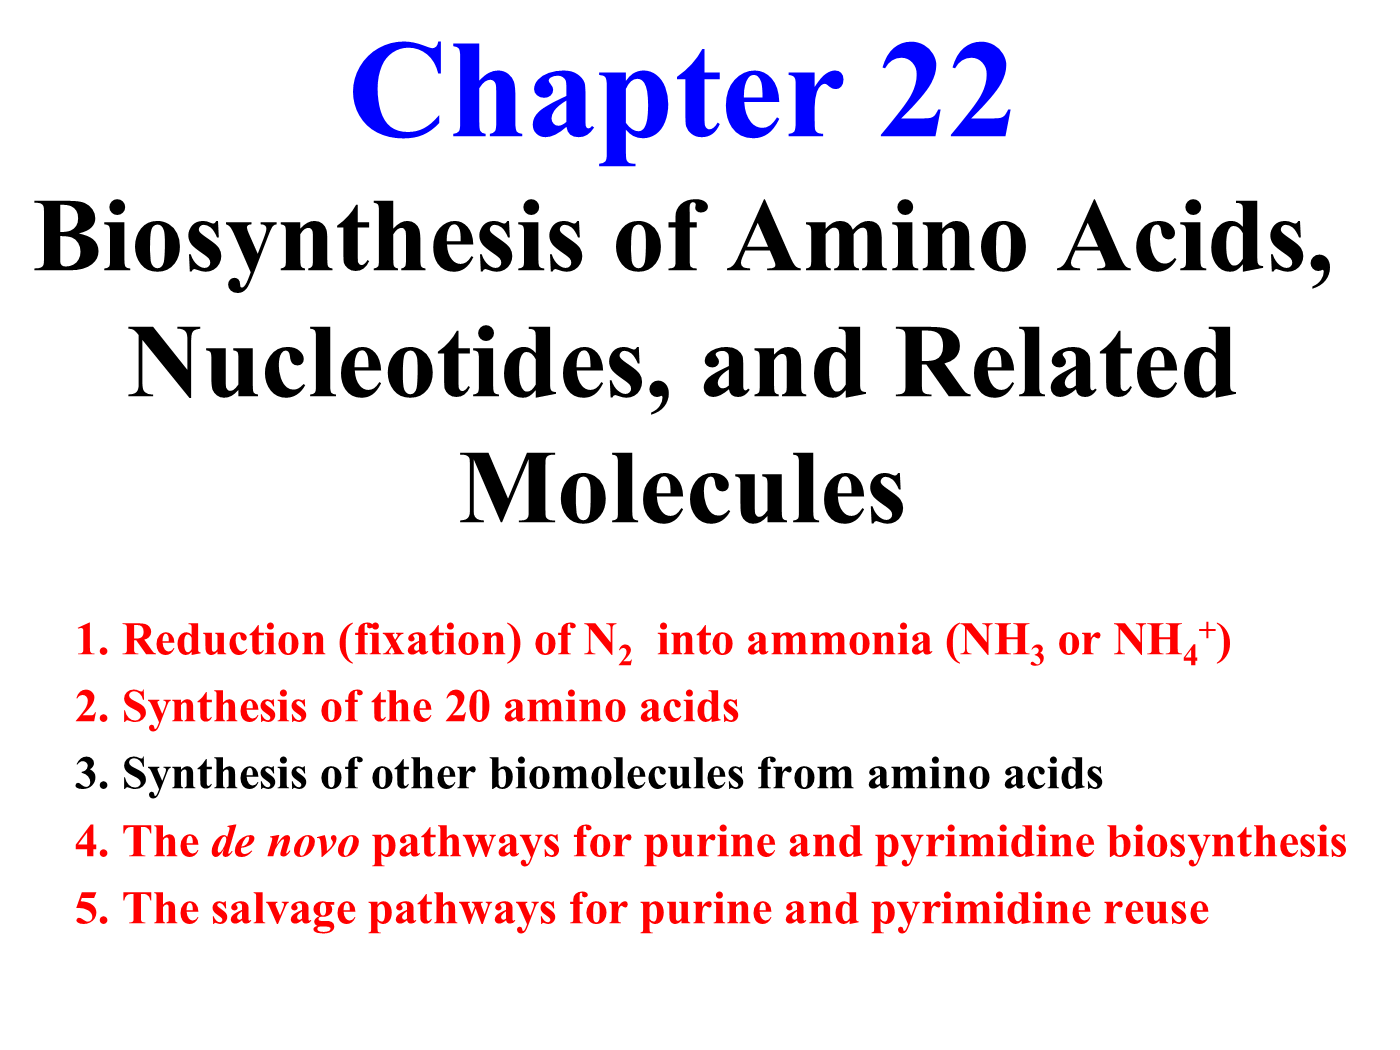 Chapter 22
Biosynthesis of Amino Acids,
Nucleotides, and Related
Molecules
1. Reduction (fixation) of N₂ into ammonia (NH₃ or NH₄⁺)
2. Synthesis of the 20 amino acids
3. Synthesis of other biomolecules from amino acids
4. The de novo pathways for purine and pyrimidine biosynthesis
5. The salvage pathways for purine and pyrimidine reuse